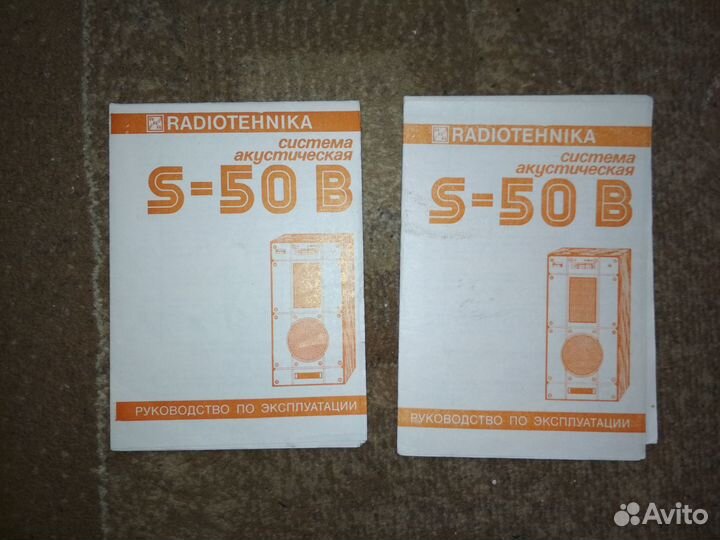 RADIOTEHNIKA
система
акустическая
S-50 B
РУКОВОДСТВО ПО ЭКСПЛУАТАЦИИ
RADIOTEHNIKA
система
акустическая
S-50 B
РУКОВОДСТВО ПО ЭКСПЛУАТАЦИИ
Avito